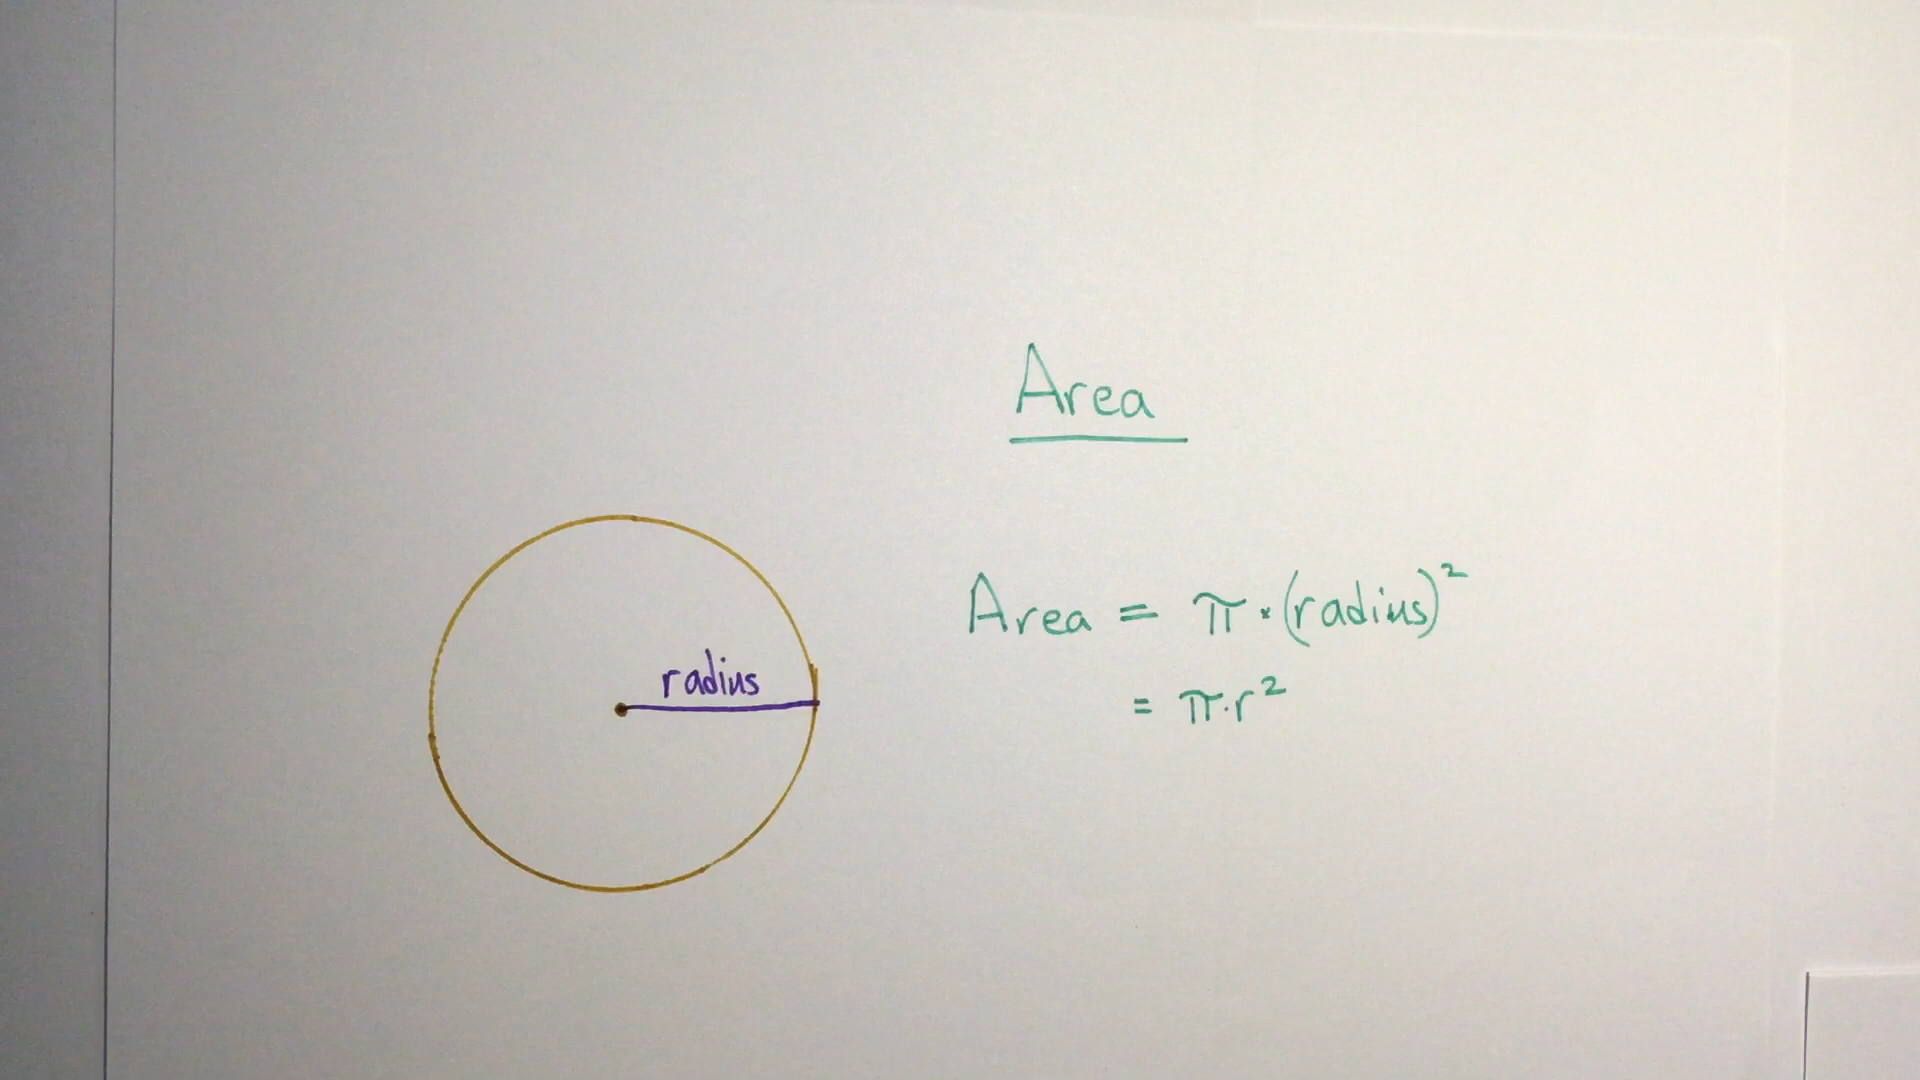 Area
radius
Area = π · (radius)²
= π · r²